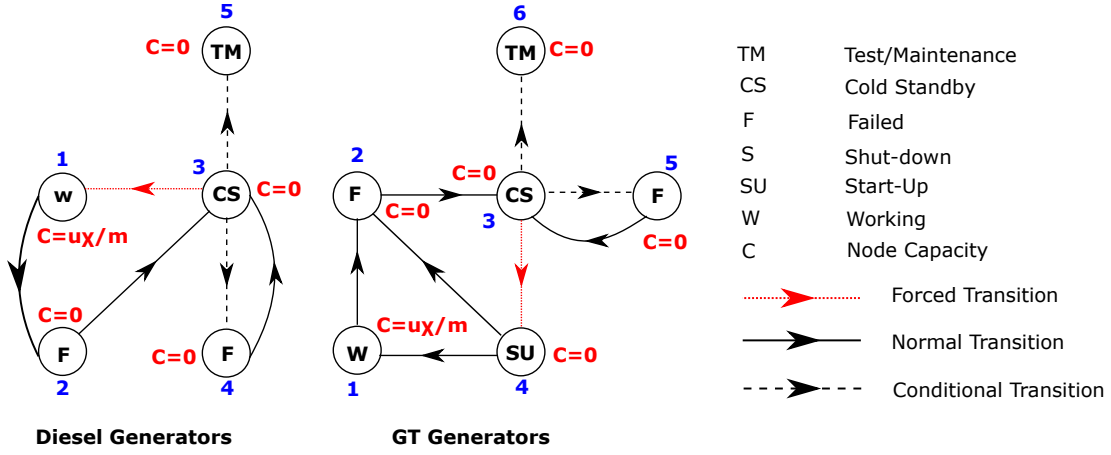 5
C=0
TM
1
3
w
CS
C=0
C=uχ/m
C=0
F
2
C=0
F
4
Diesel Generators
6
TM
C=0
2
C=0
5
F
CS
F
C=0
3
C=0
C=uχ/m
W
SU
C=0
1
4
GT Generators
TM Test/Maintenance
CS Cold Standby
F Failed
S Shut-down
SU Start-Up
W Working
C Node Capacity
Forced Transition
Normal Transition
Conditional Transition